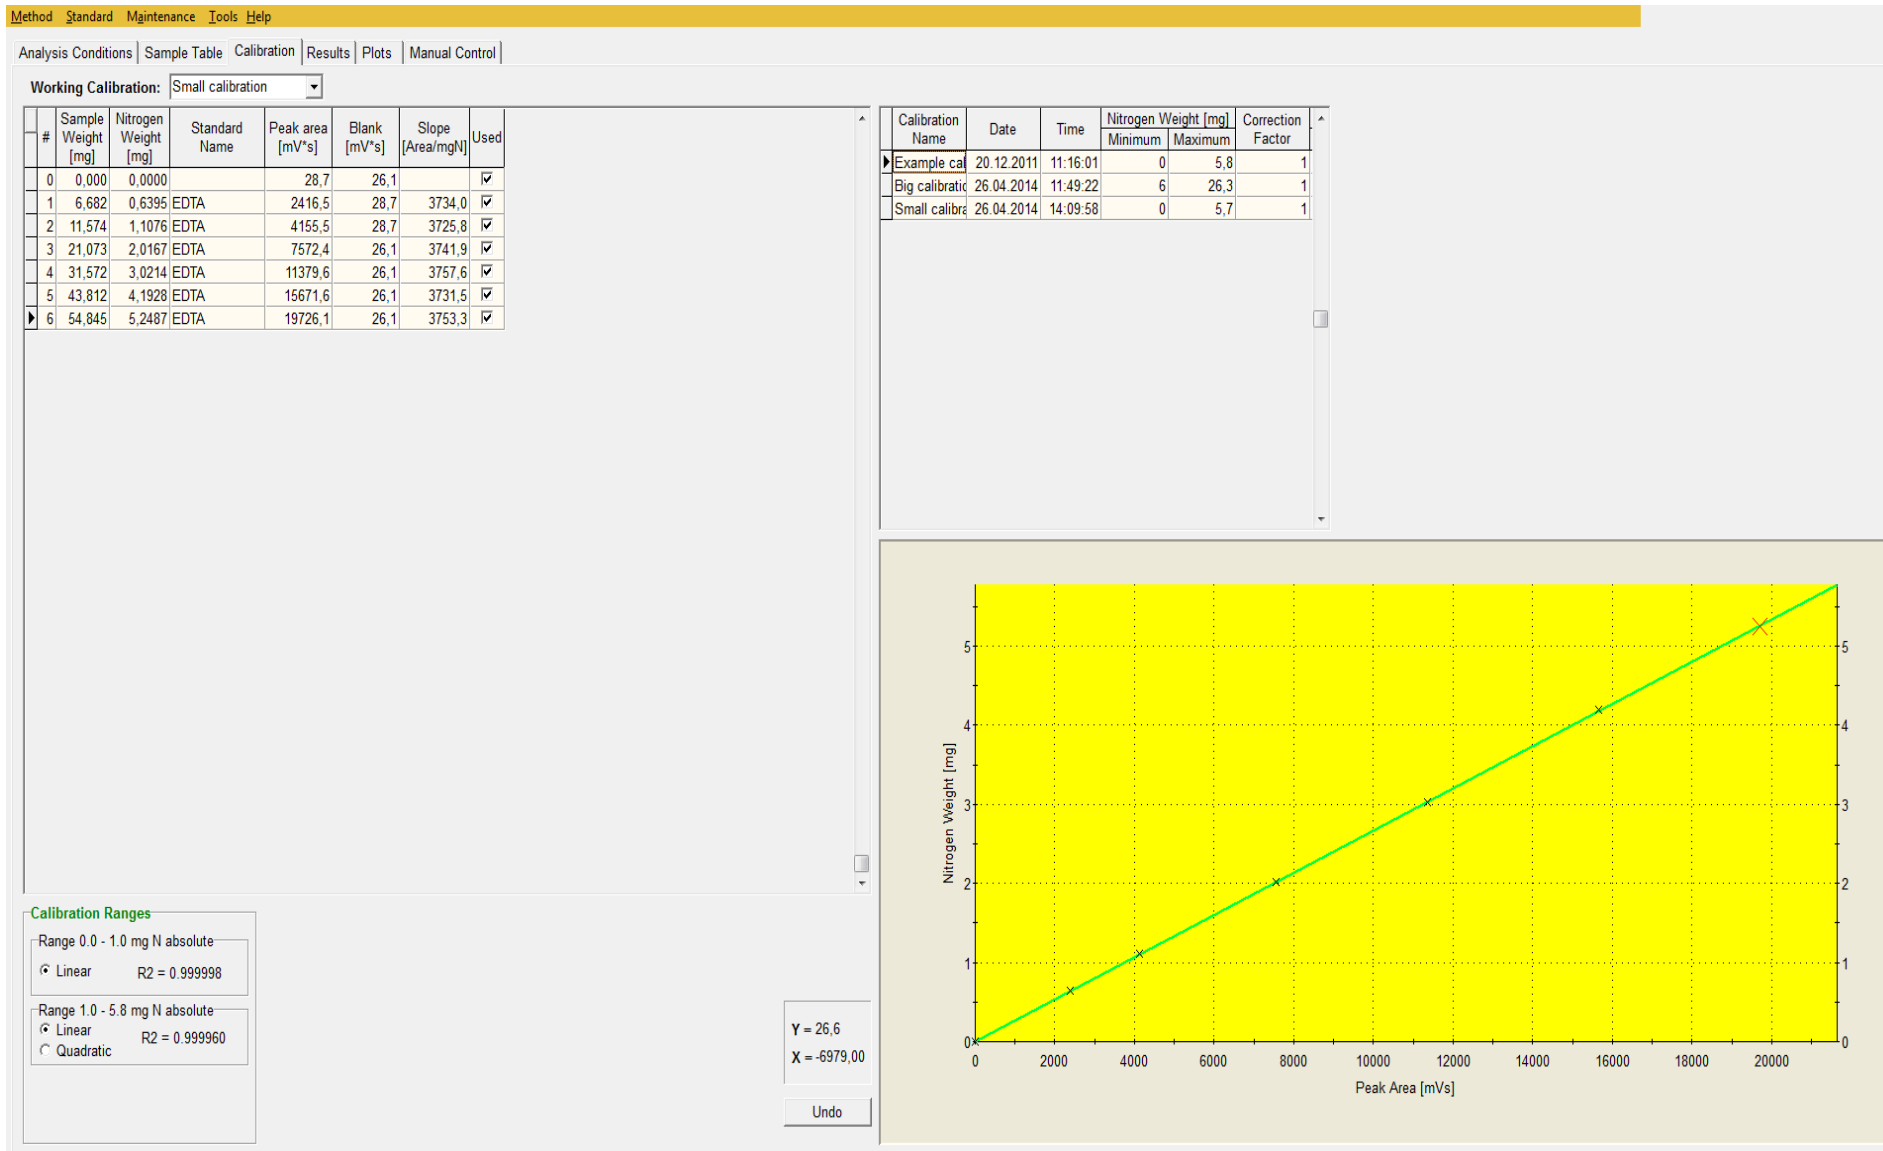 Method Standard Maintenance Tools Help
Analysis Conditions Sample Table Calibration Results Plots Manual Control
Working Calibration: Small calibration
# Sample Weight [mg] Nitrogen Weight [mg] Standard Name Peak area [mV*s] Blank [mV*s] Slope [Area/mgN] Used
0 0,000 0,0000 28,7 26,1
1 6,682 0,6395 EDTA 2416,5 28,7 3734,0
2 11,574 1,1076 EDTA 4155,5 28,7 3725,8
3 21,073 2,0167 EDTA 7572,4 26,1 3741,9
4 31,572 3,0214 EDTA 11379,6 26,1 3757,6
5 43,812 4,1928 EDTA 15671,6 26,1 3731,5
6 54,845 5,2487 EDTA 19726,1 26,1 3753,3
Calibration Name Date Time Nitrogen Weight [mg] Minimum Maximum Correction Factor
Example cal 20.12.2011 11:16:01 0 5,8 1
Big calibratio 26.04.2014 11:49:22 6 26,3 1
Small calibra 26.04.2014 14:09:58 0 5,7 1
Calibration Ranges
Range 0.0 - 1.0 mg N absolute
Linear R2 = 0.999998
Range 1.0 - 5.8 mg N absolute
Linear
R2 = 0.999960
Quadratic
Y = 26,6
X = -6979,00
Undo
Nitrogen Weight [mg]
5 5
4 4
3 3
2 2
1 1
0 0
0 2000 4000 6000 8000 10000 12000 14000 16000 18000 20000
Peak Area [mVs]